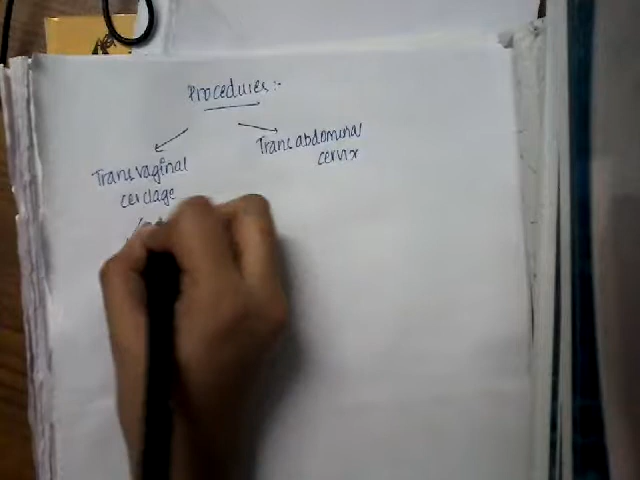 Procedures :-
Transvaginal
cerclage
Transabdominal
cervix